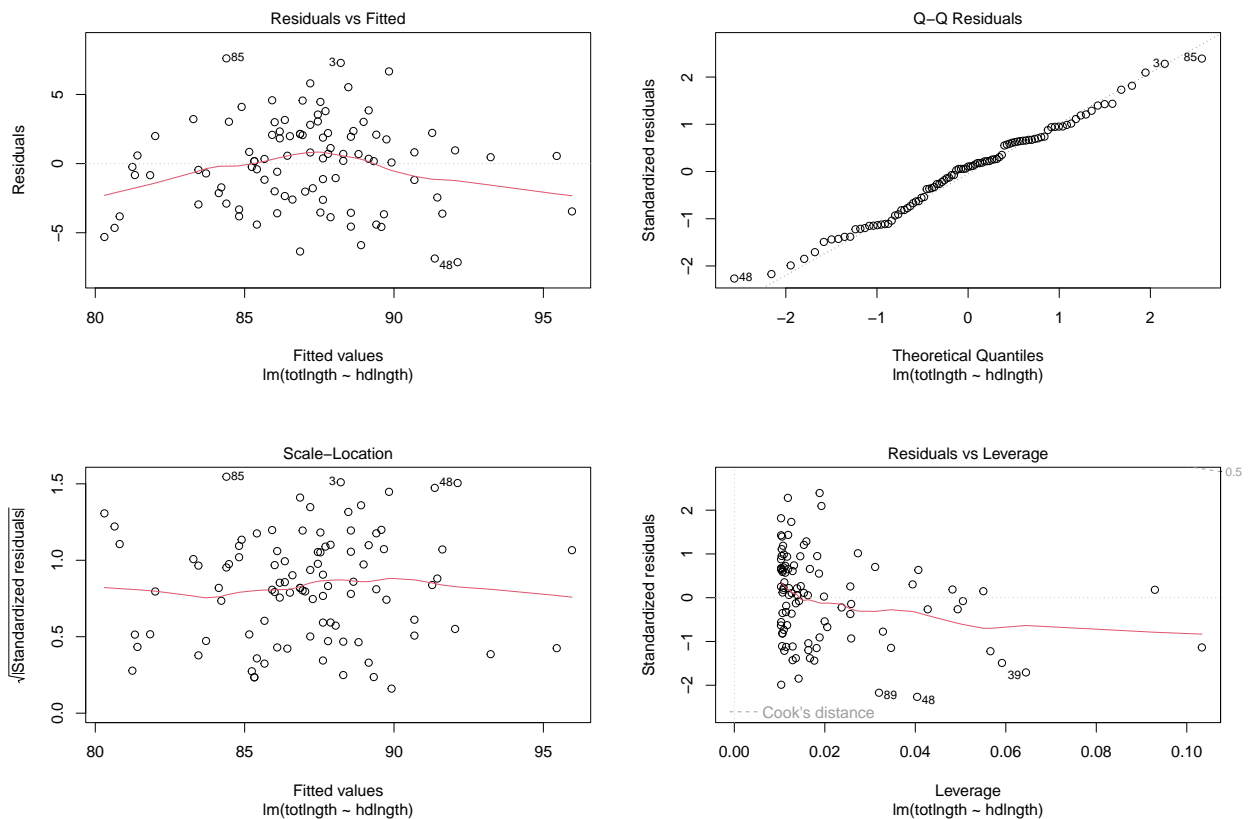 Residuals vs Fitted
Residuals
5
0
−5
85
3
48
80 85 90 95
Fitted values
lm(totlngth ~ hdlngth)
Q−Q Residuals
Standardized residuals
2
1
0
−1
−2
3
85
48
−2 −1 0 1 2
Theoretical Quantiles
lm(totlngth ~ hdlngth)
Scale−Location
√|Standardized residuals|
1.5
1.0
0.5
0.0
85
3
48
80 85 90 95
Fitted values
lm(totlngth ~ hdlngth)
Residuals vs Leverage
Standardized residuals
2
1
0
−1
−2
0.5
39
89
48
Cook's distance
0.00 0.02 0.04 0.06 0.08 0.10
Leverage
lm(totlngth ~ hdlngth)